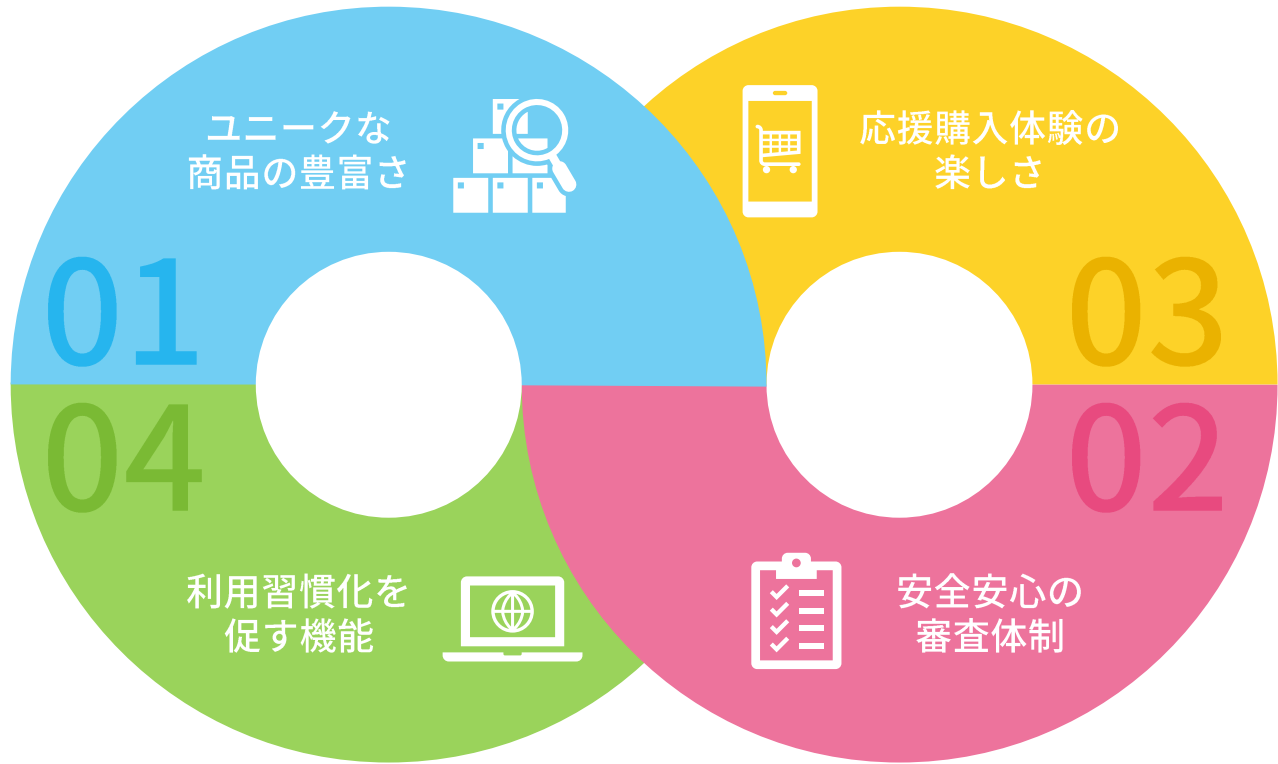 ユニークな
商品の豊富さ
01
応援購入体験の
楽しさ
03
04
利用習慣化を
促す機能
02
安全安心の
審査体制